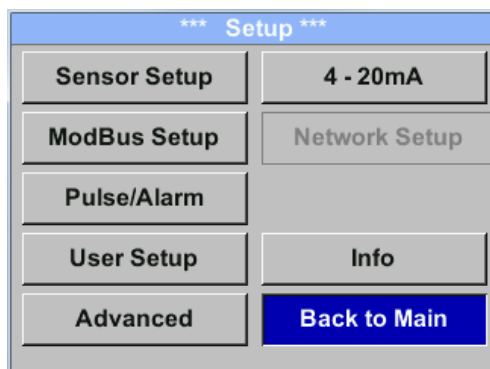 *** Setup ***
Sensor Setup
4 - 20mA
ModBus Setup
Network Setup
Pulse/Alarm
User Setup
Info
Advanced
Back to Main